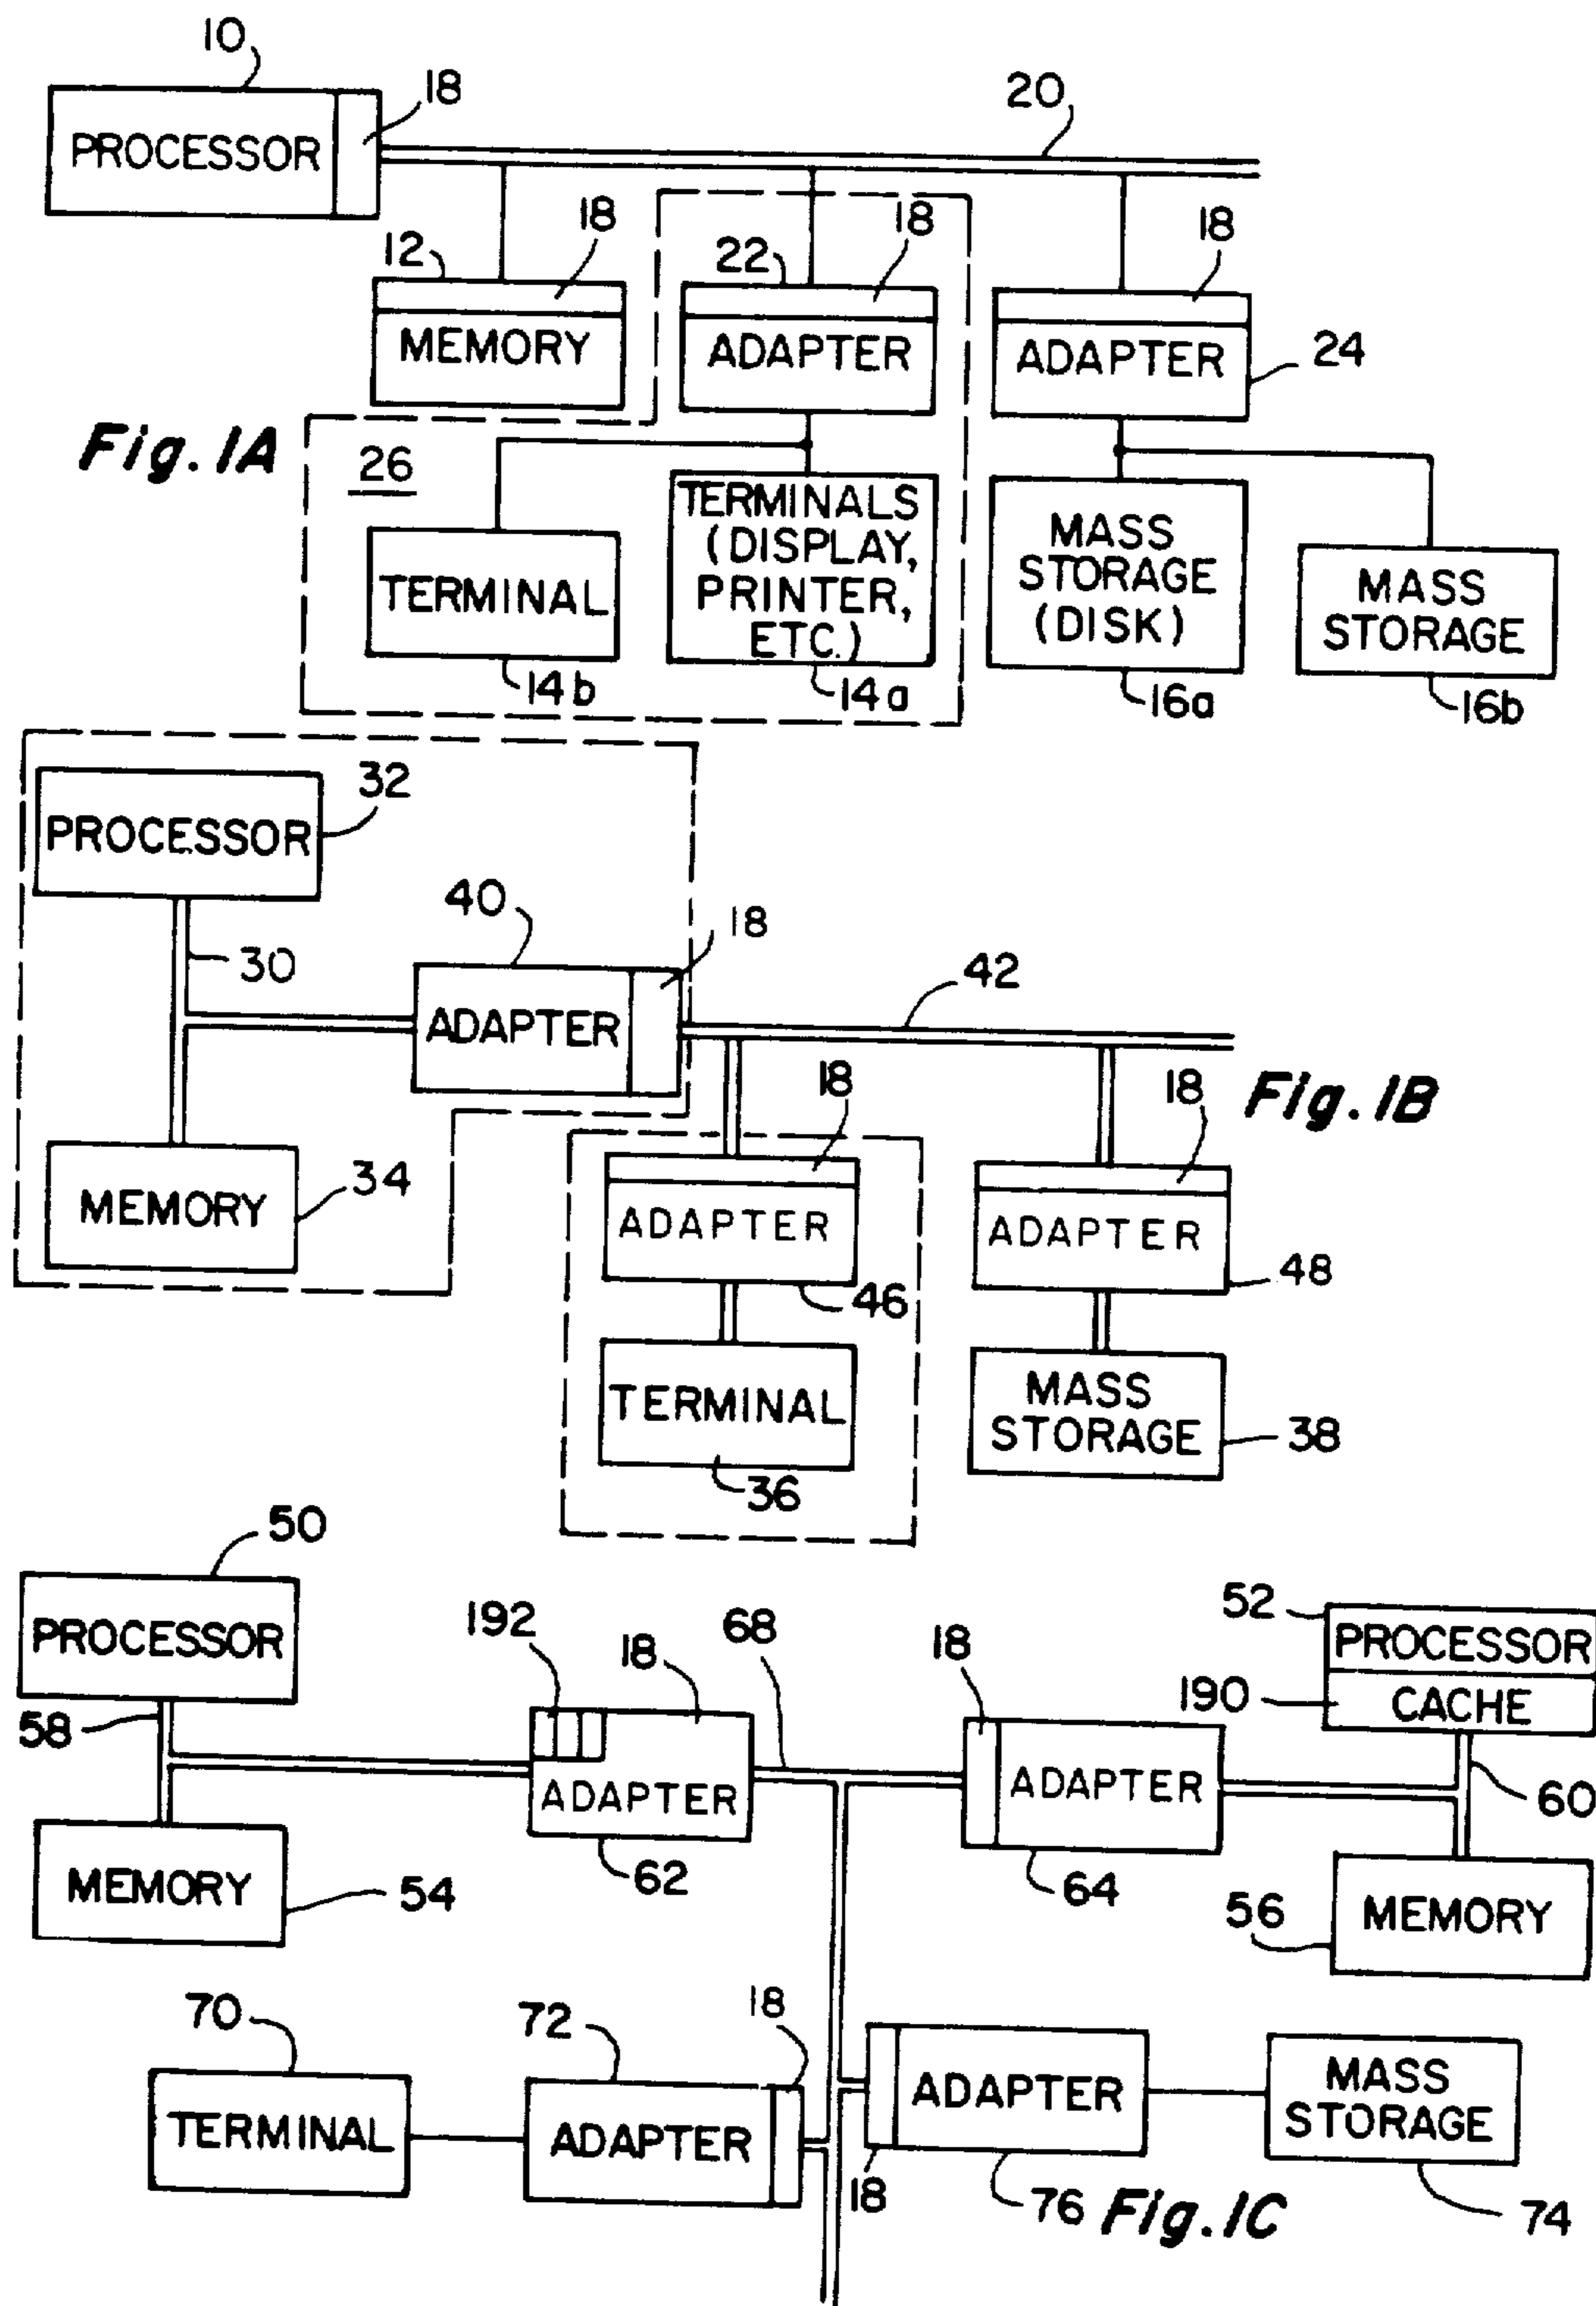 10
18
20
PROCESSOR
18
12
MEMORY
22
18
ADAPTER
18
ADAPTER
24
Fig. 1A
26
TERMINALS
(DISPLAY,
PRINTER,
ETC.)
TERMINAL
MASS
STORAGE
(DISK)
MASS
STORAGE
14b
14a
16a
16b
32
PROCESSOR
40
18
30
42
ADAPTER
18
18
Fig. 1B
34
MEMORY
ADAPTER
ADAPTER
46
48
TERMINAL
MASS
STORAGE
38
36
50
PROCESSOR
192
18
68
18
52
PROCESSOR
190
CACHE
58
ADAPTER
ADAPTER
60
62
64
MEMORY
54
56
MEMORY
70
72
18
TERMINAL
ADAPTER
ADAPTER
MASS
STORAGE
18
76
Fig. 1C
74